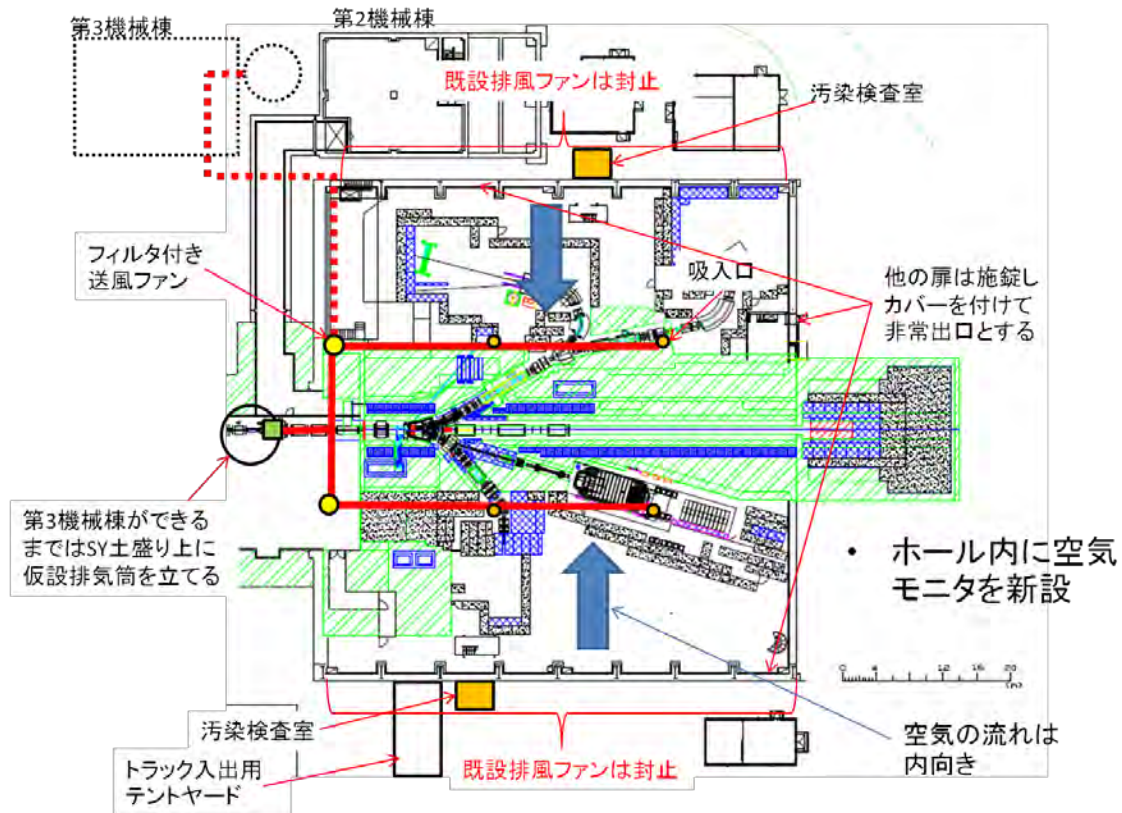 第3機械棟
第2機械棟
既設排風ファンは封止
汚染検査室
フィルタ付き
送風ファン
吸入口
他の扉は施錠し
カバーを付けて
非常出口とする
第3機械棟ができる
まではSY土盛り上に
仮設排気筒を立てる
• ホール内に空気
モニタを新設
0 4 8 12 16 20
(m)
汚染検査室
トラック入出用
テントヤード
既設排風ファンは封止
空気の流れは
内向き